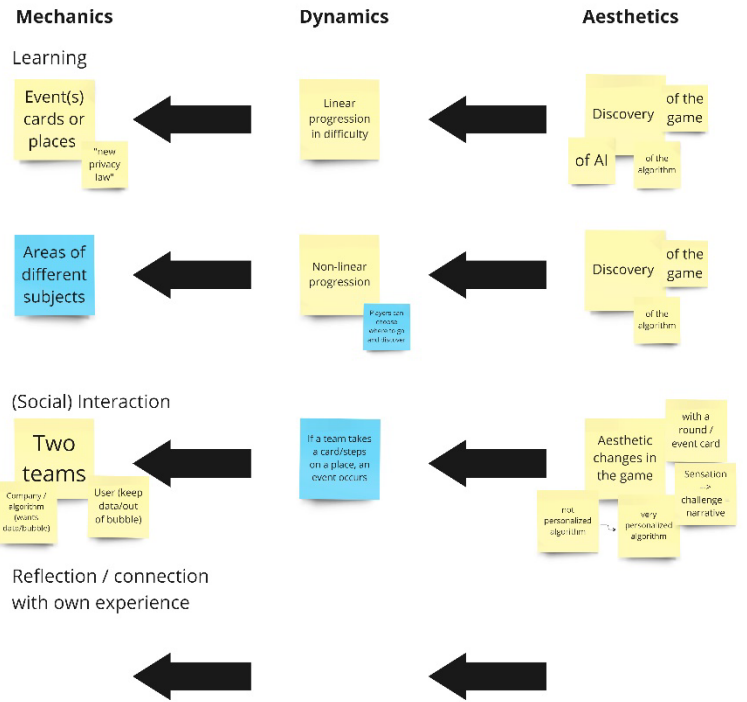 Mechanics
Dynamics
Aesthetics
Learning
Event(s)
cards or
places
"new
privacy
law"
Linear
progression
in difficulty
Discovery
of the
game
of AI
of the
algorithm
Areas of
different
subjects
Non-linear
progression
Players can
choose
where to go
and discover
Discovery
of the
game
of the
algorithm
(Social) Interaction
Two
teams
Company /
algorithm
(wants
data/bubble)
User (keep
data/out
of bubble)
If a team takes
a card/steps
on a place, an
event occurs
Aesthetic
changes in
the game
with a
round /
event card
Sensation
-->
challenge –
narrative
not
personalized
algorithm
very
personalized
algorithm
Reflection / connection
with own experience